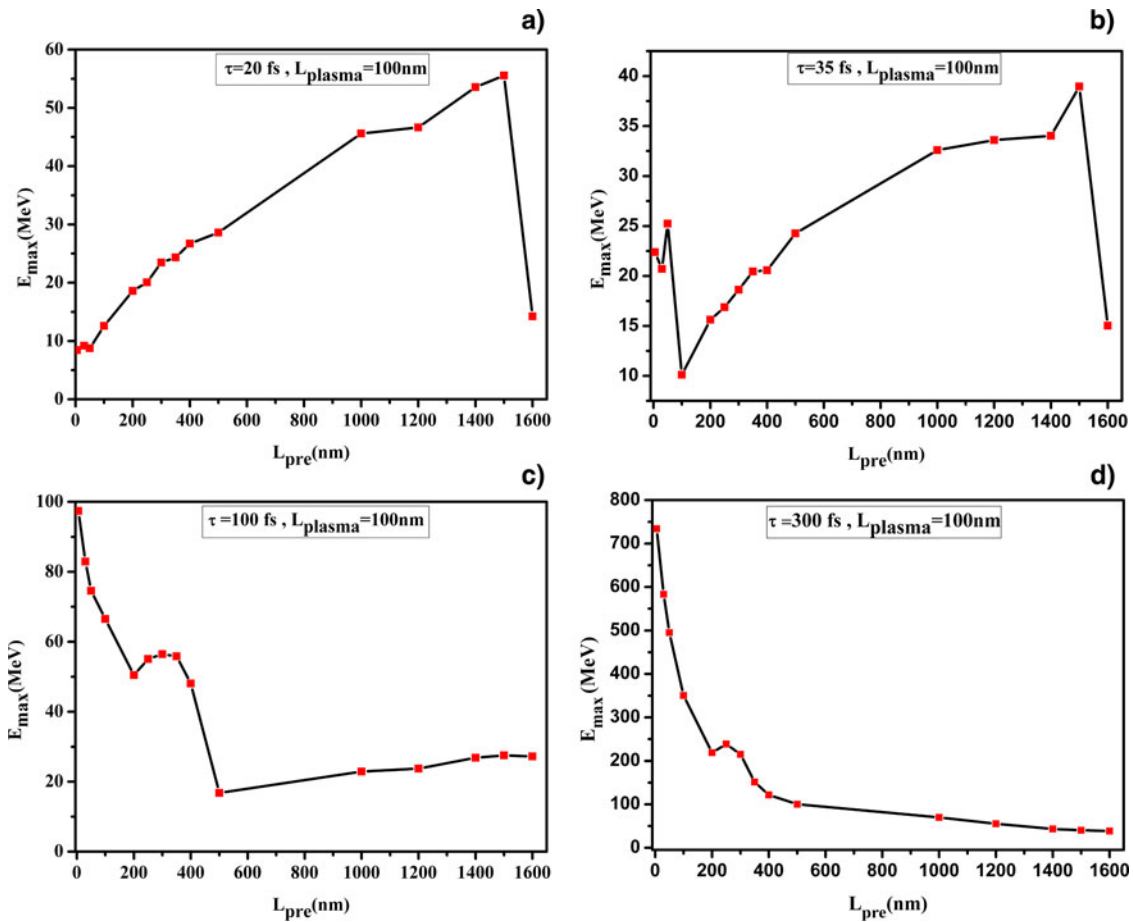 a)
τ=20 fs , Lplasma=100nm
60
50
40
30
20
10
0
Emax(MeV)
0 200 400 600 800 1000 1200 1400 1600
Lpre(nm)
b)
τ=35 fs , Lplasma=100nm
40
35
30
25
20
15
10
Emax(MeV)
0 200 400 600 800 1000 1200 1400 1600
Lpre(nm)
c)
τ =100 fs , Lplasma=100nm
100
80
60
40
20
0
Emax(MeV)
0 200 400 600 800 1000 1200 1400 1600
Lpre(nm)
d)
τ =300 fs , Lplasma=100nm
800
700
600
500
400
300
200
100
0
Emax(MeV)
0 200 400 600 800 1000 1200 1400 1600
Lpre(nm)